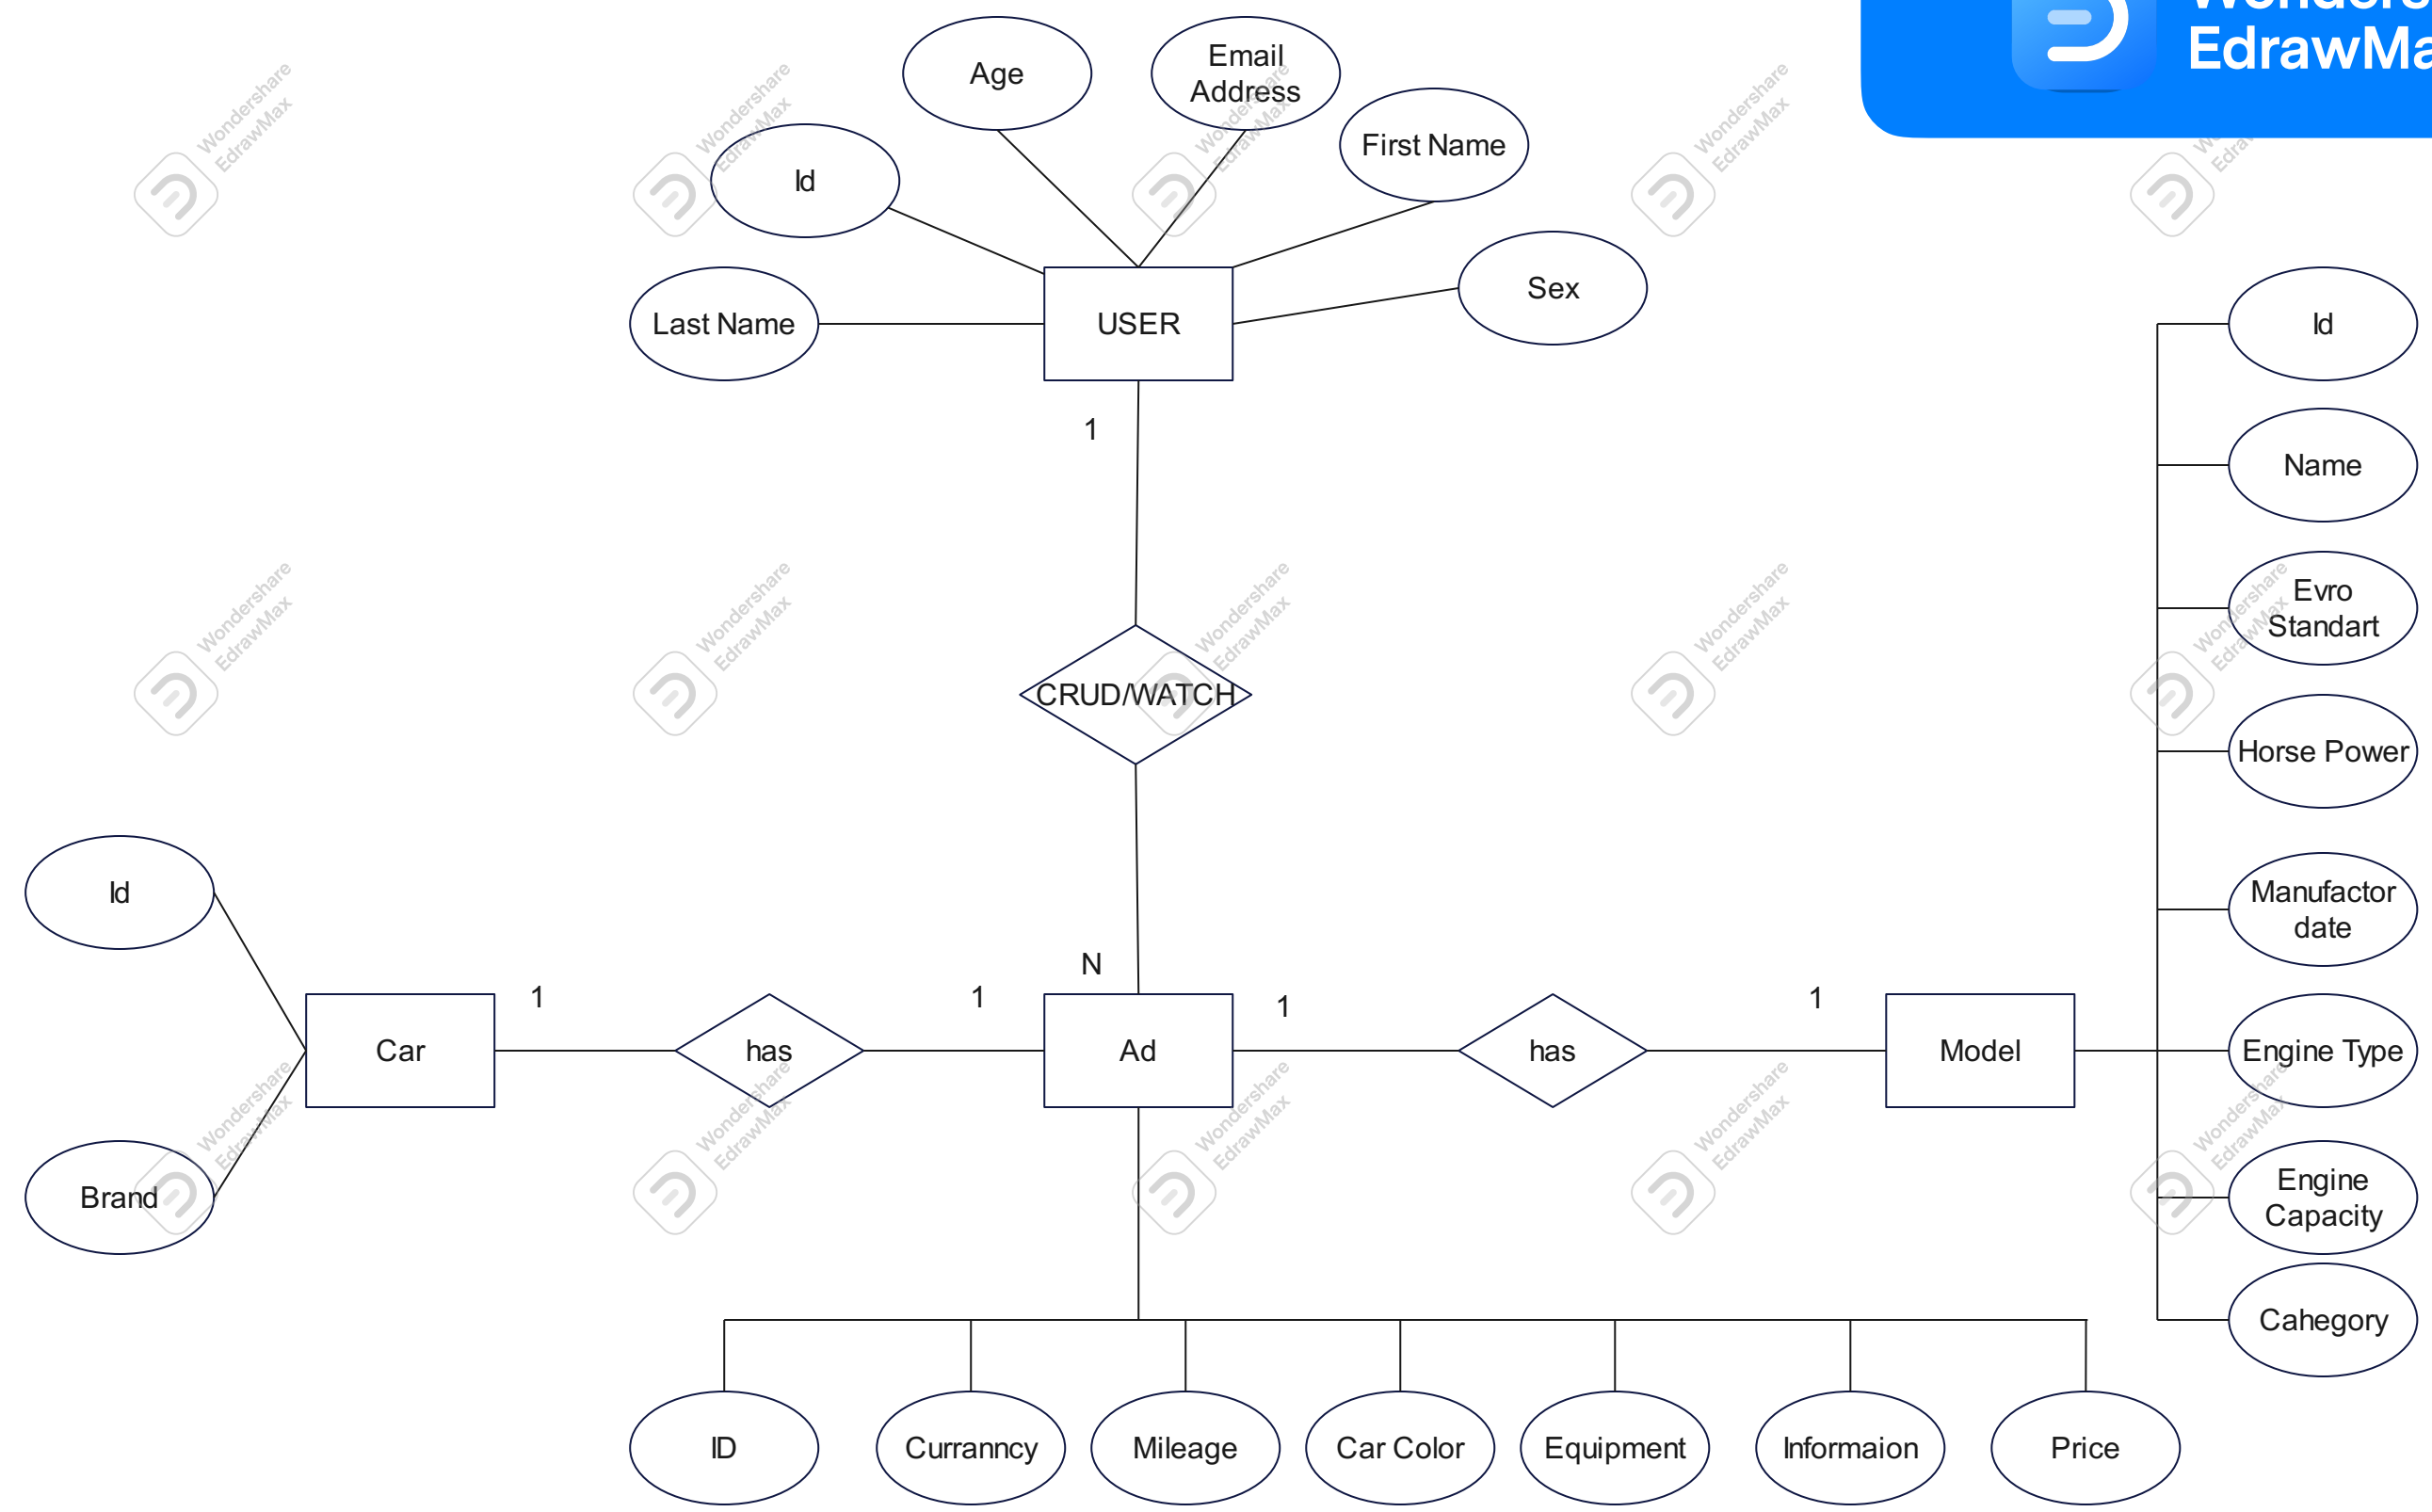 Age
Email
Address
First Name
Id
Sex
Last Name
USER
1
CRUD/WATCH
N
Id
Brand
Car
1
has
1
Ad
1
has
1
Model
Id
Name
Evro
Standart
Horse Power
Manufactor
date
Engine Type
Engine
Capacity
Cahegory
ID
Curranncy
Mileage
Car Color
Equipment
Informaion
Price
Wondershare
EdrawMax